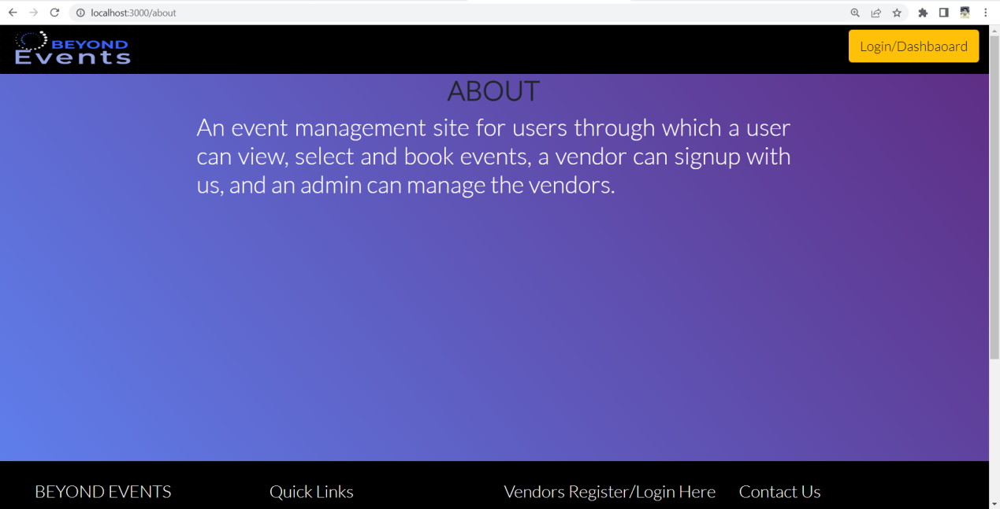 localhost:3000/about
BEYOND
Events
Login/Dashbaoard
ABOUT
An event management site for users through which a user
can view, select and book events, a vendor can signup with
us, and an admin can manage the vendors.
BEYOND EVENTS
Quick Links
Vendors Register/Login Here
Contact Us